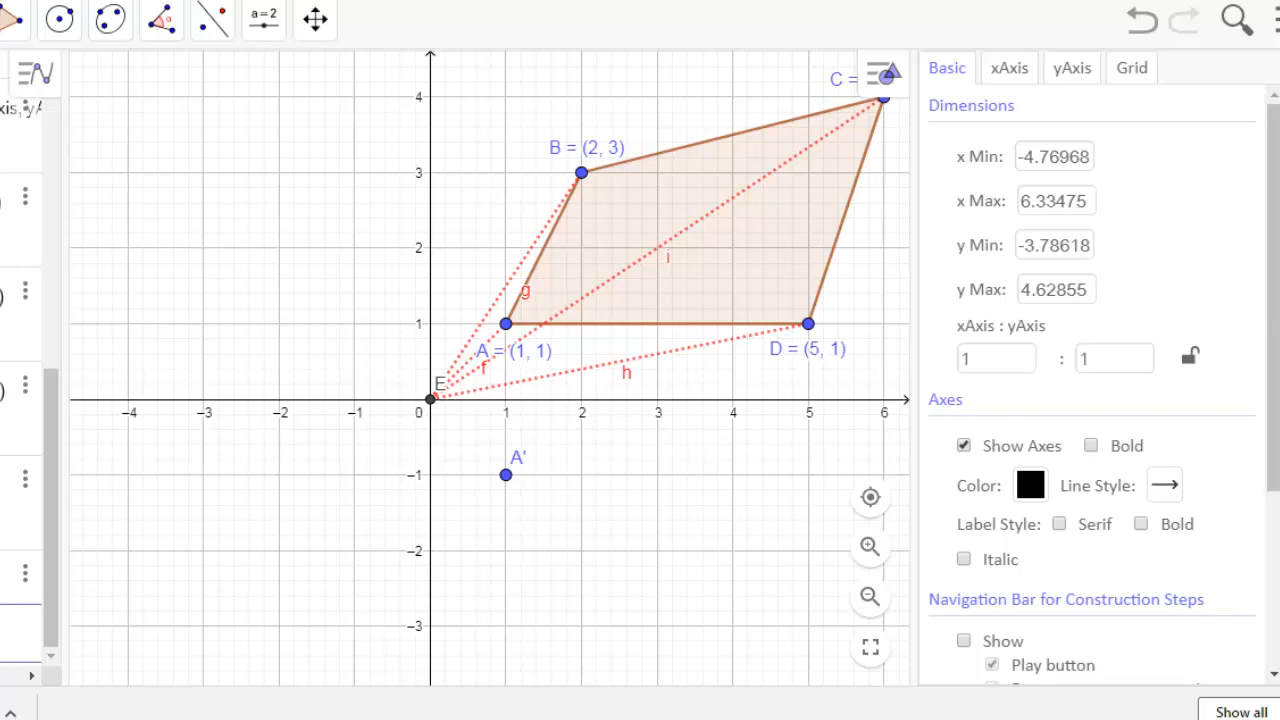 a=2
xis,y
Basic xAxis yAxis Grid
Dimensions
x Min: -4.76968
x Max: 6.33475
y Min: -3.78618
y Max: 4.62855
xAxis : yAxis
1 : 1
Axes
Show Axes Bold
Color: Line Style:
Label Style: Serif Bold
Italic
Navigation Bar for Construction Steps
Show
Play button
C =
B = (2, 3)
A = (1, 1)
D = (5, 1)
E
A'
f
g
h
i
4
3
2
1
−4 −3 −2 −1 0 1 2 3 4 5 6
−1
−2
−3
Show all